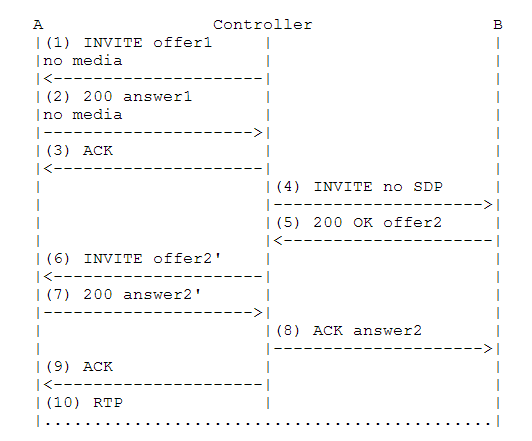 A Controller B
(1) INVITE offer1
no media
(2) 200 answer1
no media
(3) ACK
(4) INVITE no SDP
(5) 200 OK offer2
(6) INVITE offer2'
(7) 200 answer2'
(8) ACK answer2
(9) ACK
(10) RTP